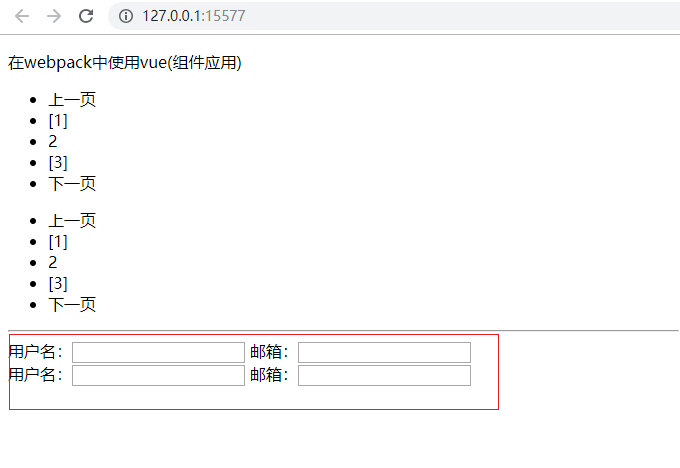 127.0.0.1:15577
在webpack中使用vue(组件应用)
上一页
[1]
2
[3]
下一页
上一页
[1]
2
[3]
下一页
用户名： 邮箱：
用户名： 邮箱：